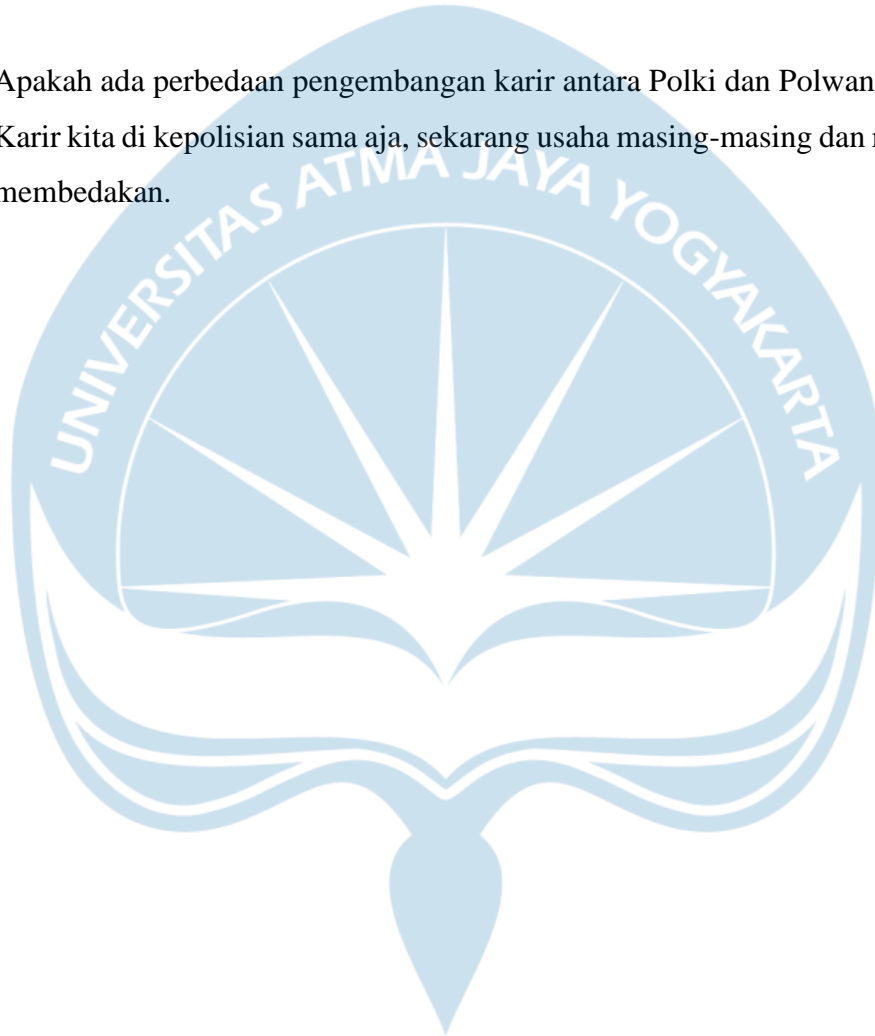 Apakah ada perbedaan pengembangan karir antara Polki dan Polwan
Karir kita di kepolisian sama aja, sekarang usaha masing-masing dan
membedakan.
UNIVERSITAS ATMA JAYA YOGYAKARTA